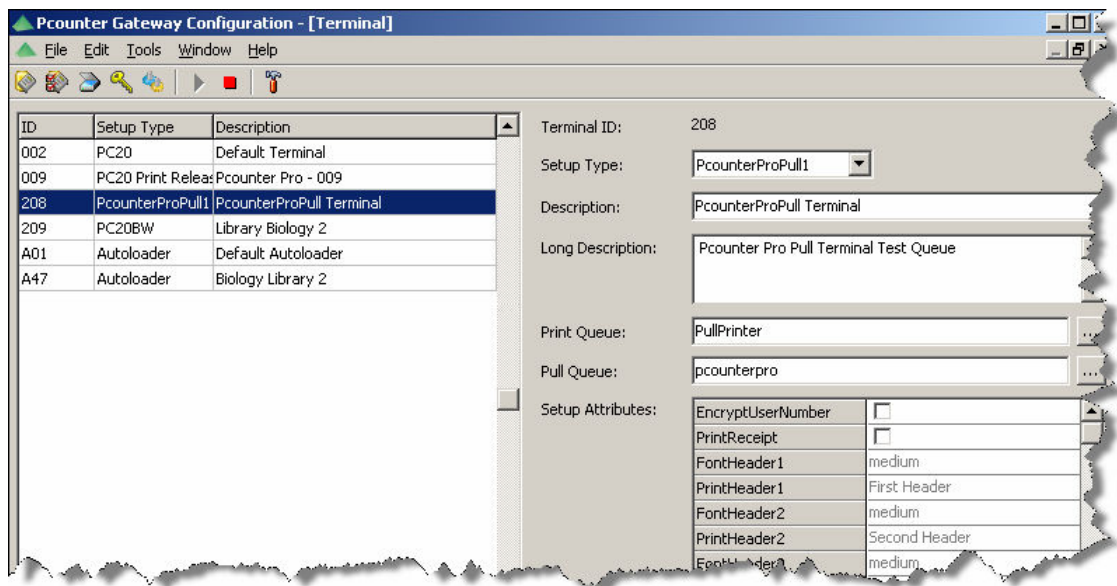 Pcounter Gateway Configuration - [Terminal]
File Edit Tools Window Help
ID Setup Type Description
002 PC20 Default Terminal
009 PC20 Print Releas Pcounter Pro - 009
208 PcounterProPull1 PcounterProPull Terminal
209 PC20BW Library Biology 2
A01 Autoloader Default Autoloader
A47 Autoloader Biology Library 2
Terminal ID: 208
Setup Type: PcounterProPull1
Description: PcounterProPull Terminal
Long Description: Pcounter Pro Pull Terminal Test Queue
Print Queue: PullPrinter ...
Pull Queue: pcounterpro ...
Setup Attributes: EncryptUserNumber
PrintReceipt
FontHeader1 medium
PrintHeader1 First Header
FontHeader2 medium
PrintHeader2 Second Header
medium